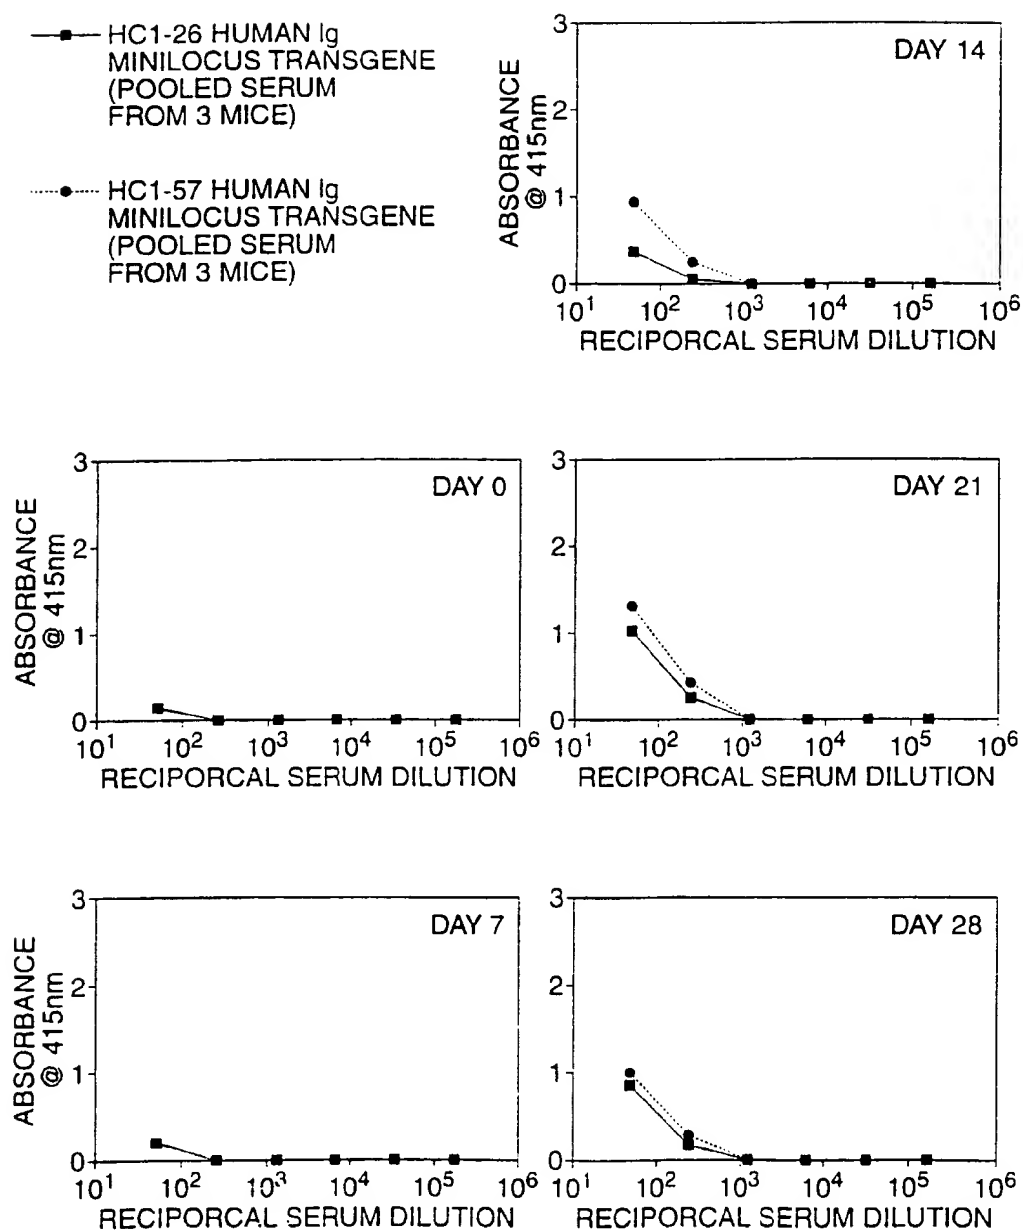 HC1-26 HUMAN Ig
MINILOCUS TRANSGENE
(POOLED SERUM
FROM 3 MICE)
HC1-57 HUMAN Ig
MINILOCUS TRANSGENE
(POOLED SERUM
FROM 3 MICE)
DAY 14
ABSORBANCE
@ 415nm
3
2
1
0
10¹ 10² 10³ 10⁴ 10⁵ 10⁶
RECIPORCAL SERUM DILUTION
DAY 0
ABSORBANCE
@ 415nm
3
2
1
0
10¹ 10² 10³ 10⁴ 10⁵ 10⁶
RECIPORCAL SERUM DILUTION
DAY 21
3
2
1
0
10¹ 10² 10³ 10⁴ 10⁵ 10⁶
RECIPORCAL SERUM DILUTION
DAY 7
ABSORBANCE
@ 415nm
3
2
1
0
10¹ 10² 10³ 10⁴ 10⁵ 10⁶
RECIPORCAL SERUM DILUTION
DAY 28
3
2
1
0
10¹ 10² 10³ 10⁴ 10⁵ 10⁶
RECIPORCAL SERUM DILUTION